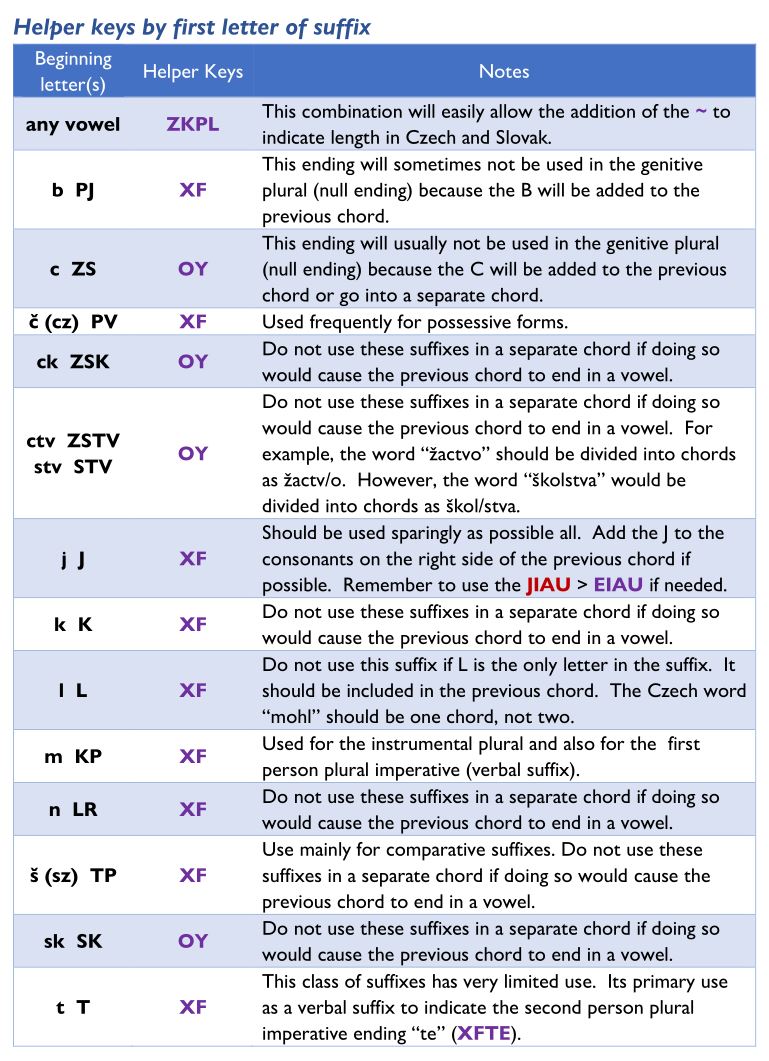 Helper keys by first letter of suffix
Beginning
letter(s)
Helper Keys
Notes
any vowel
ZKPL
This combination will easily allow the addition of the ~ to
indicate length in Czech and Slovak.
b PJ
XF
This ending will sometimes not be used in the genitive
plural (null ending) because the B will be added to the
previous chord.
c ZS
OY
This ending will usually not be used in the genitive plural
(null ending) because the C will be added to the previous
chord or go into a separate chord.
č (cz) PV
XF
Used frequently for possessive forms.
ck ZSK
OY
Do not use these suffixes in a separate chord if doing so
would cause the previous chord to end in a vowel.
ctv ZSTV
stv STV
OY
Do not use these suffixes in a separate chord if doing so
would cause the previous chord to end in a vowel. For
example, the word “žactvo” should be divided into chords
as žactv/o. However, the word “školstva” would be
divided into chords as škol/stva.
j J
XF
Should be used sparingly as possible all. Add the J to the
consonants on the right side of the previous chord if
possible. Remember to use the JIAU > EIAU if needed.
k K
XF
Do not use these suffixes in a separate chord if doing so
would cause the previous chord to end in a vowel.
l L
XF
Do not use this suffix if L is the only letter in the suffix. It
should be included in the previous chord. The Czech word
“mohl” should be one chord, not two.
m KP
XF
Used for the instrumental plural and also for the first
person plural imperative (verbal suffix).
n LR
XF
Do not use these suffixes in a separate chord if doing so
would cause the previous chord to end in a vowel.
š (sz) TP
XF
Use mainly for comparative suffixes. Do not use these
suffixes in a separate chord if doing so would cause the
previous chord to end in a vowel.
sk SK
OY
Do not use these suffixes in a separate chord if doing so
would cause the previous chord to end in a vowel.
t T
XF
This class of suffixes has very limited use. Its primary use
as a verbal suffix to indicate the second person plural
imperative ending “te” (XFTE).